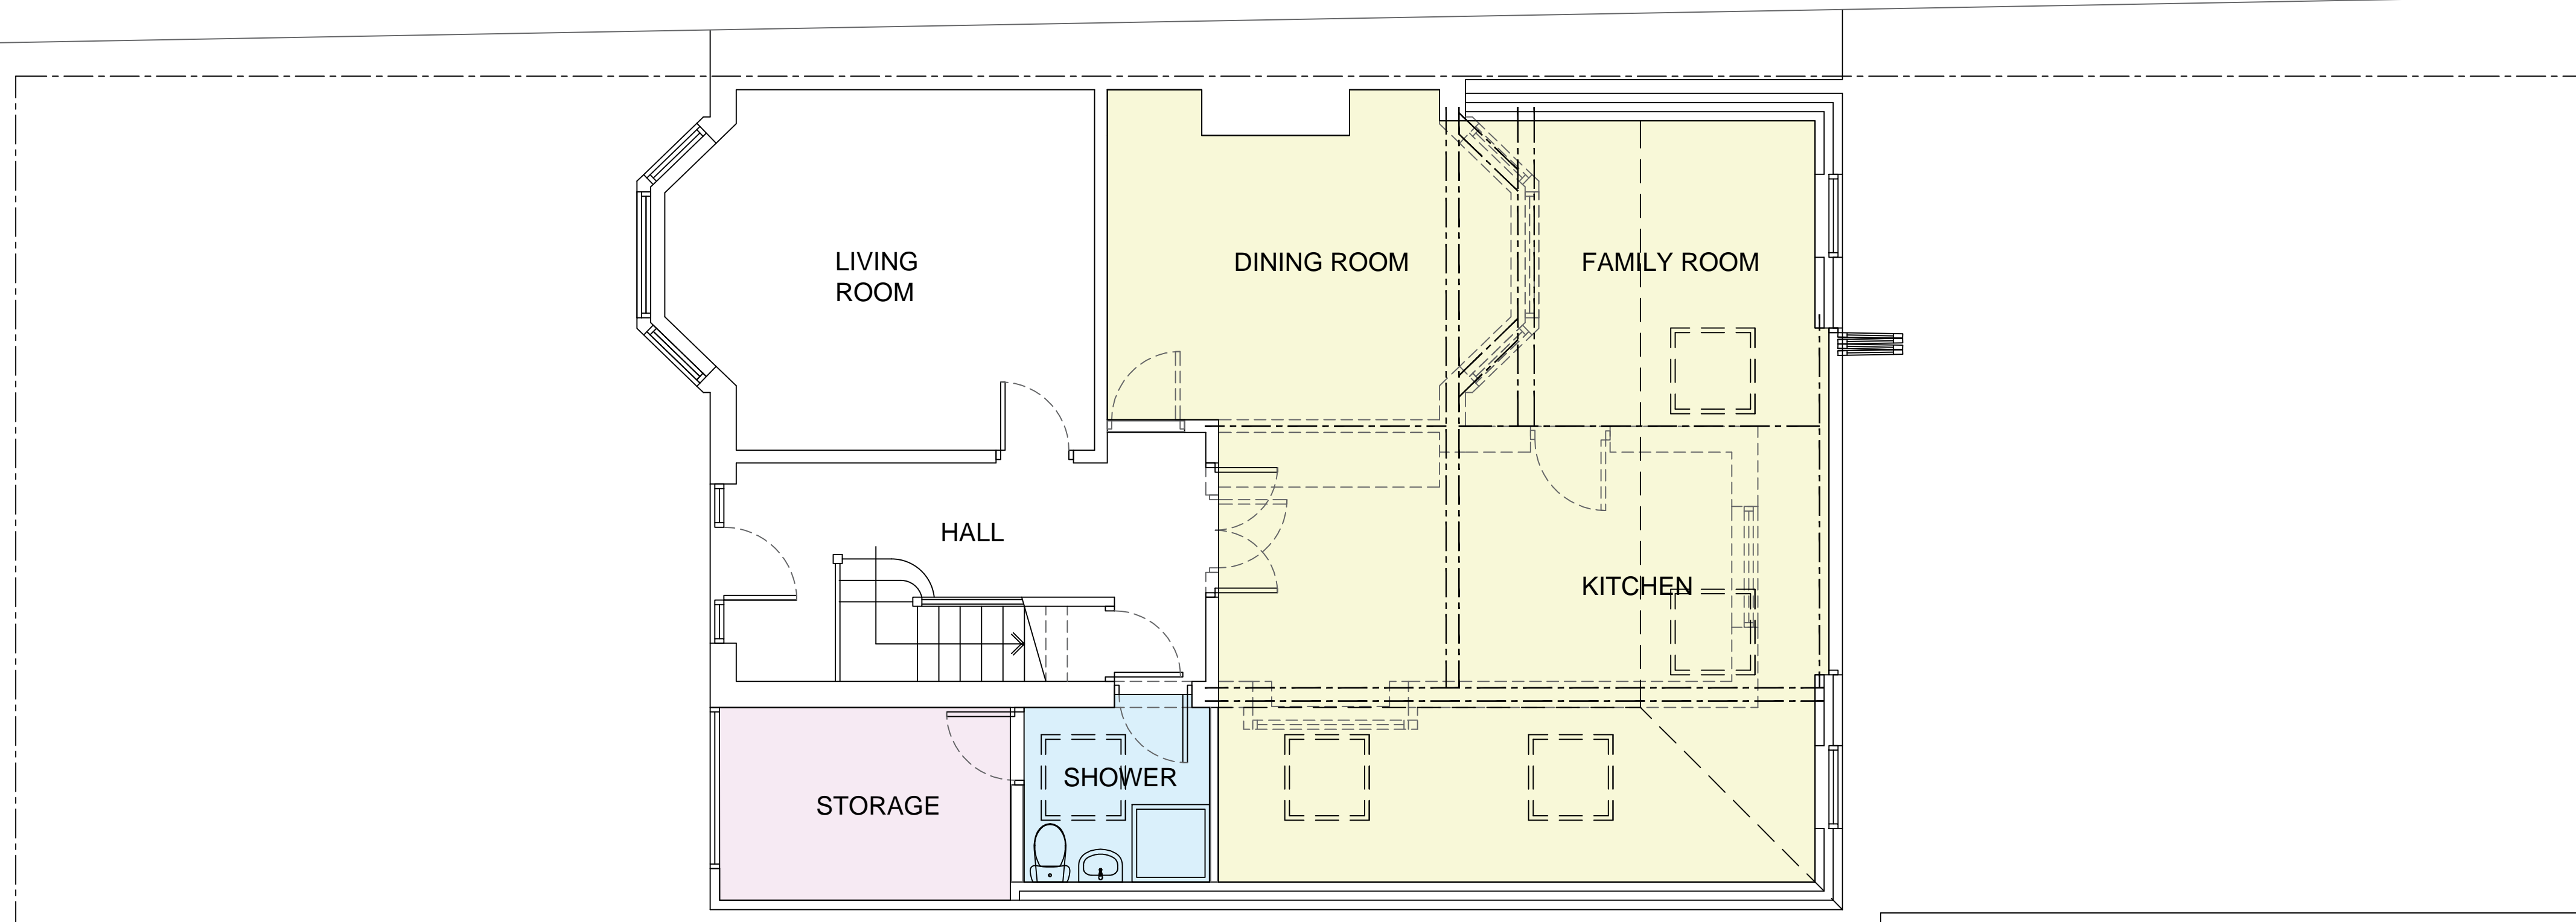 LIVING
ROOM
DINING ROOM
FAMILY ROOM
HALL
KITCHEN
STORAGE
SHOWER